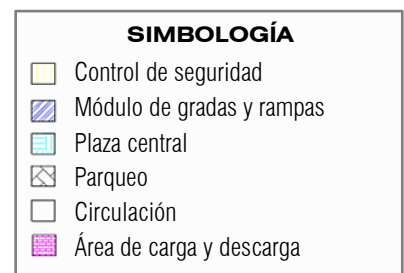 SIMBOLOGÍA
Control de seguridad
Módulo de gradas y rampas
Plaza central
Parqueo
Circulación
Área de carga y descarga